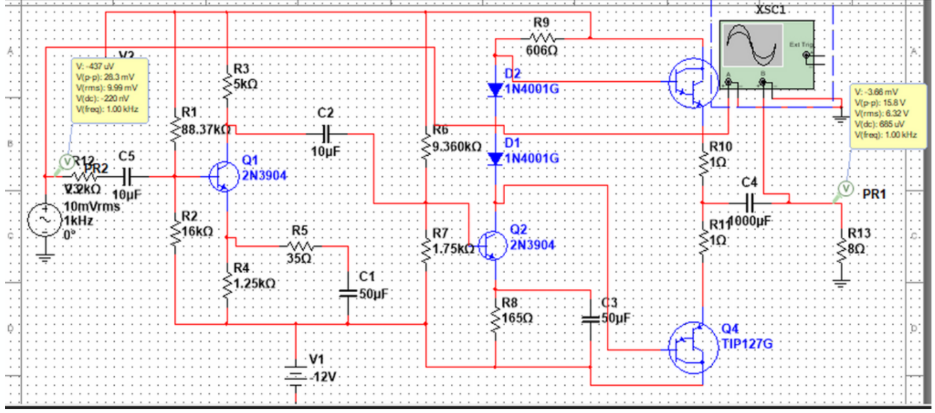 XSC1
Ext Trig
A
B
V2
V: -437 uV
V(p-p): 28.3 mV
V(rms): 9.99 mV
V(dc): -220 nV
V(freq): 1.00 kHz
R3
5kΩ
R9
606Ω
D2
1N4001G
V: -3.66 mV
V(p-p): 15.8 V
V(rms): 6.32 V
V(dc): 685 uV
V(freq): 1.00 kHz
R1
88.37kΩ
C2
10µF
R6
9.360kΩ
D1
1N4001G
R10
1Ω
V
R12
PR2
C5
10µF
Q1
2N3904
C4
1000µF
V
PR1
10mVrms
1kHz
0°
R2
16kΩ
R5
35Ω
R7
1.75kΩ
Q2
2N3904
R11
1Ω
R13
8Ω
R4
1.25kΩ
C1
50µF
R8
165Ω
C3
50µF
Q4
TIP127G
V1
-12V